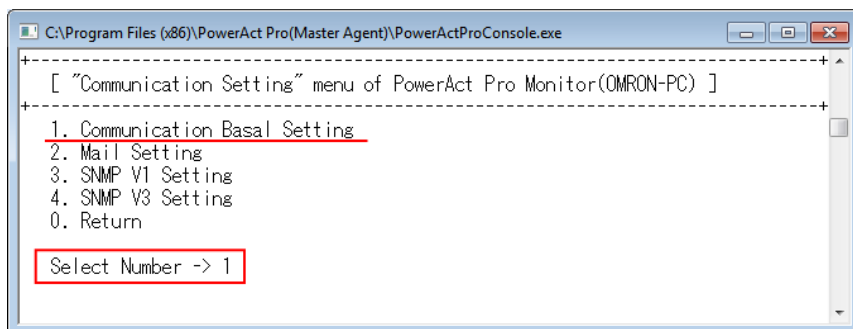 C:\Program Files (x86)\PowerAct Pro(Master Agent)\PowerActProConsole.exe
+------------------------------------------------------------------------------+
[ "Communication Setting" menu of PowerAct Pro Monitor(OMRON-PC) ]
+------------------------------------------------------------------------------+
1. Communication Basal Setting
2. Mail Setting
3. SNMP V1 Setting
4. SNMP V3 Setting
0. Return
Select Number -> 1